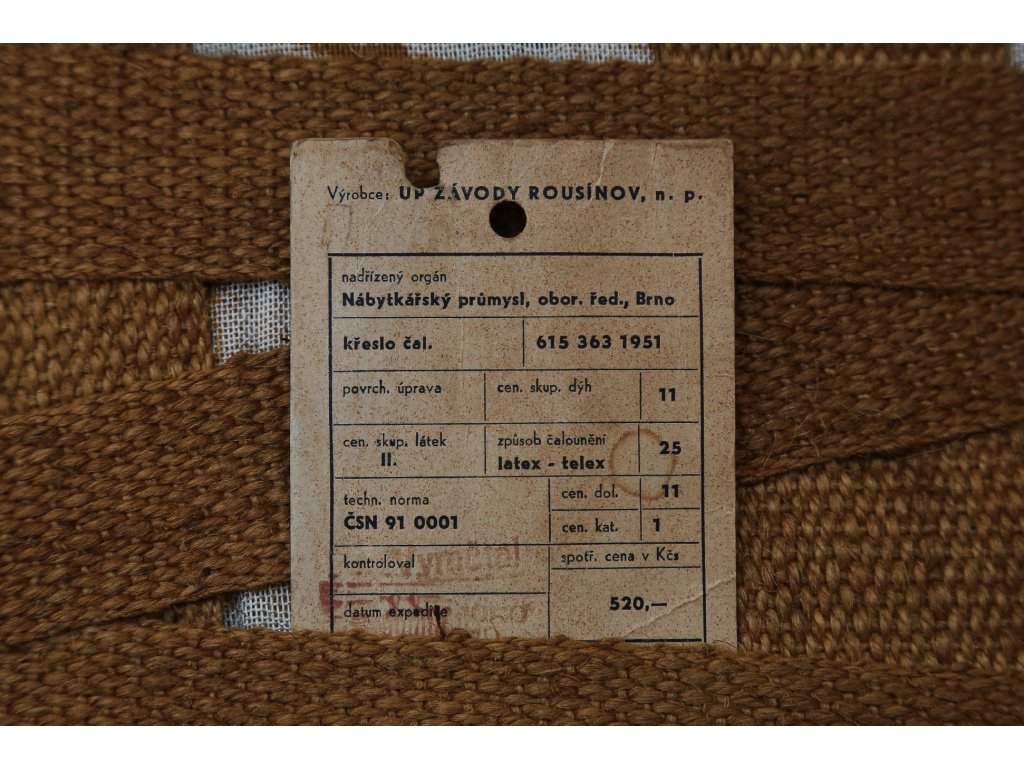 Výrobce: UP ZÁVODY ROUSÍNOV, n. p.
nadřízený orgán
Nábytkářský průmysl, obor. řed., Brno
křeslo čal. 615 363 1951
povrch. úprava cen. skup. dýh 11
cen. skup. látek způsob čalounění 25
II. latex - telex
techn. norma cen. dol. 11
ČSN 91 0001 cen. kat. 1
kontroloval spotř. cena v Kčs
datum expedice 520,—